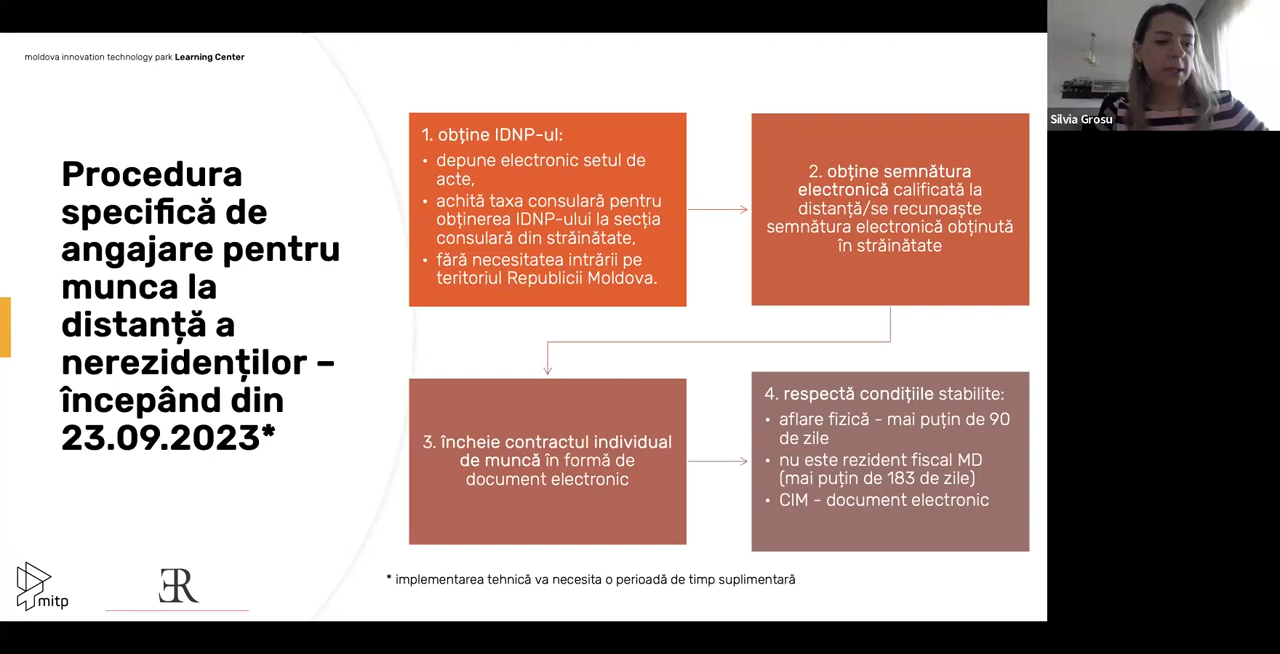 moldova innovation technology park Learning Center
Procedura
specifică de
angajare pentru
munca la
distanță a
nerezidenților –
începând din
23.09.2023*
1. obține IDNP-ul:
• depune electronic setul de
acte,
• achită taxa consulară pentru
obținerea IDNP-ului la secția
consulară din străinătate,
• fără necesitatea intrării pe
teritoriul Republicii Moldova.
2. obține semnătura
electronică calificată la
distanță/se recunoaște
semnătura electronică obținută
în străinătate
3. încheie contractul individual
de muncă în formă de
document electronic
4. respectă condițiile stabilite:
• aflare fizică - mai puțin de 90
de zile
• nu este rezident fiscal MD
(mai puțin de 183 de zile)
• CIM - document electronic
* implementarea tehnică va necesita o perioadă de timp suplimentară
mitp
ER
Silvia Grosu